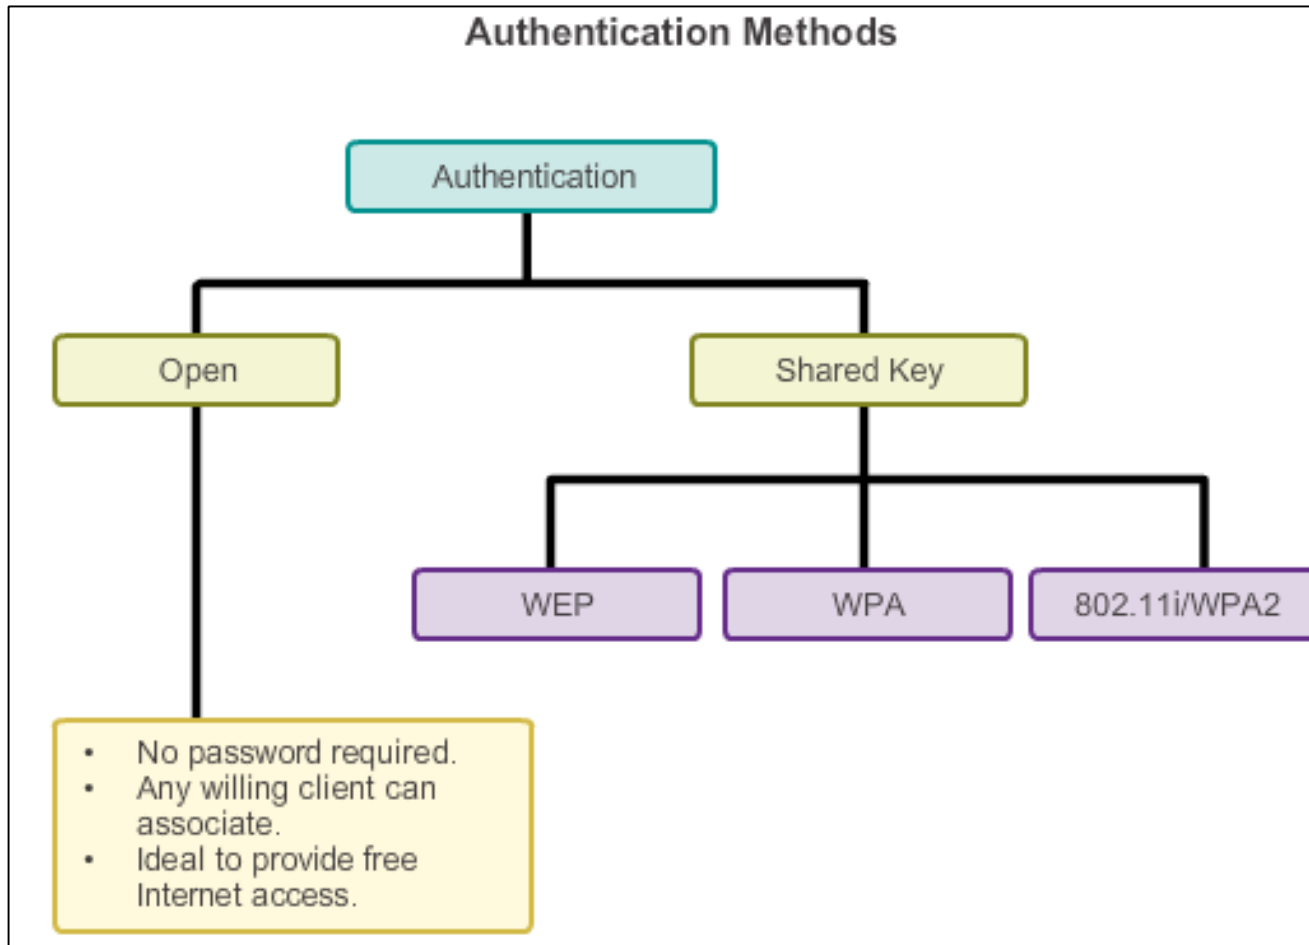 Authentication Methods
Authentication
Open
Shared Key
WEP
WPA
802.11i/WPA2
• No password required.
• Any willing client can
associate.
• Ideal to provide free
Internet access.